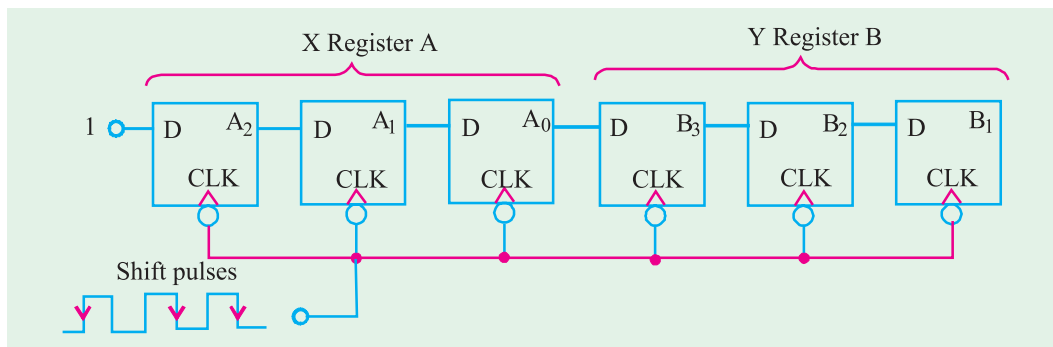 X Register A
Y Register B
1
D A₂
D A₁
D A₀
D B₃
D B₂
D B₁
CLK
CLK
CLK
CLK
CLK
CLK
Shift pulses